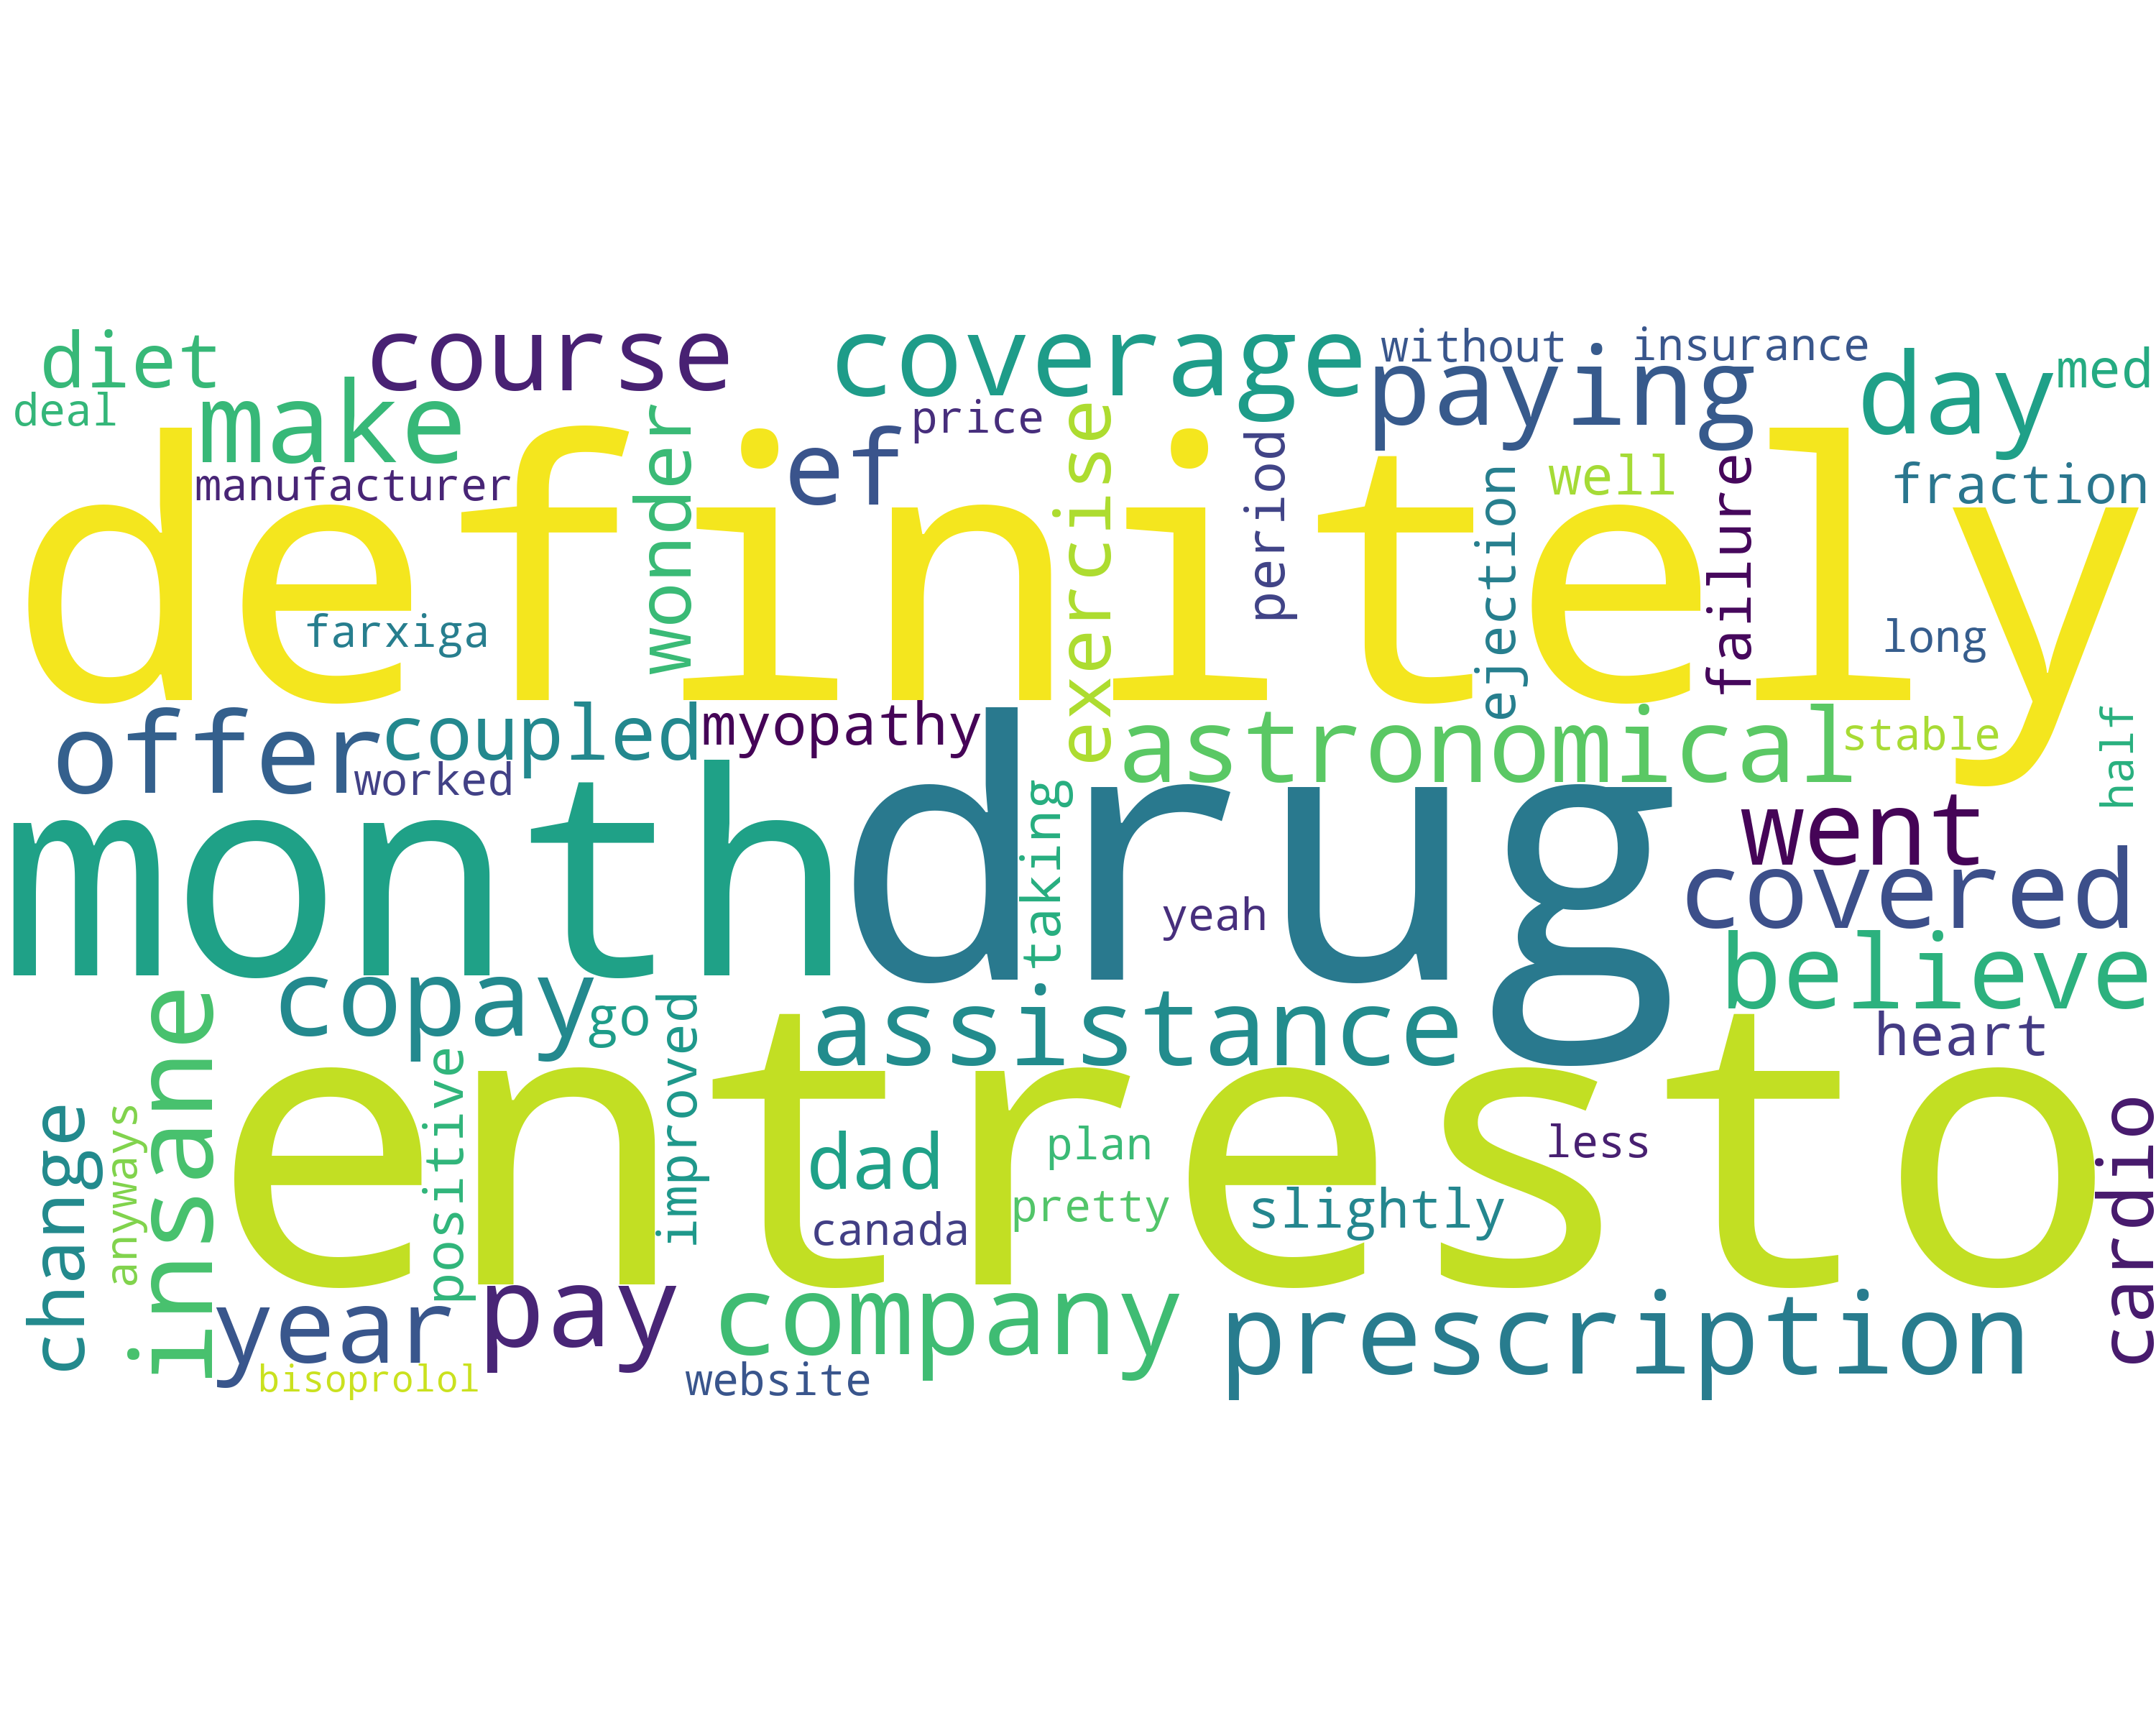 diet
course
coverage
without
insurance
deal
make
price
paying
day
med
manufacturer
wonder
ef
exercise
period
ejection
well
failure
fraction
definitely
farxiga
long
offer
coupled
myopathy
astronomical
stable
half
worked
month
drug
taking
yeah
went
covered
believe
copay
go
improved
assistance
heart
insane
positive
entresto
change
anyways
dad
plan
less
cardio
canada
pretty
slightly
year
pay
company
prescription
bisoprolol
website